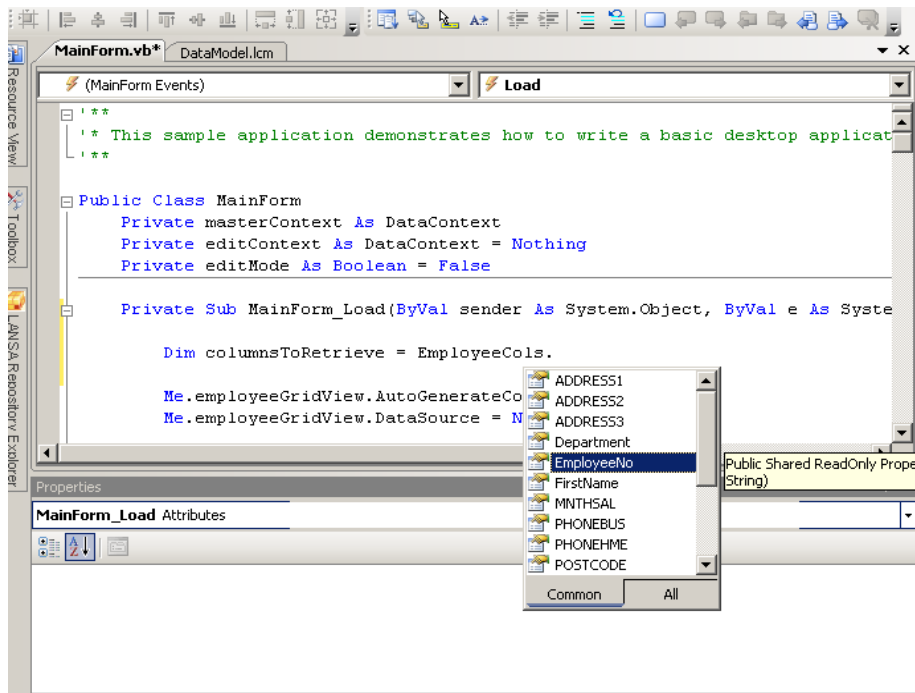 MainForm.vb* DataModel.lcm
(MainForm Events) Load
Resource View
Toolbox
LANSA Repository Explorer
'**
'* This sample application demonstrates how to write a basic desktop applicat
'**
Public Class MainForm
Private masterContext As DataContext
Private editContext As DataContext = Nothing
Private editMode As Boolean = False
Private Sub MainForm_Load(ByVal sender As System.Object, ByVal e As Syste
Dim columnsToRetrieve = EmployeeCols.
Me.employeeGridView.AutoGenerateCo
Me.employeeGridView.DataSource = N
ADDRESS1
ADDRESS2
ADDRESS3
Department
EmployeeNo
FirstName
MNTHSAL
PHONEBUS
PHONEHME
POSTCODE
Common All
Public Shared ReadOnly Prope
String)
Properties
MainForm_Load Attributes